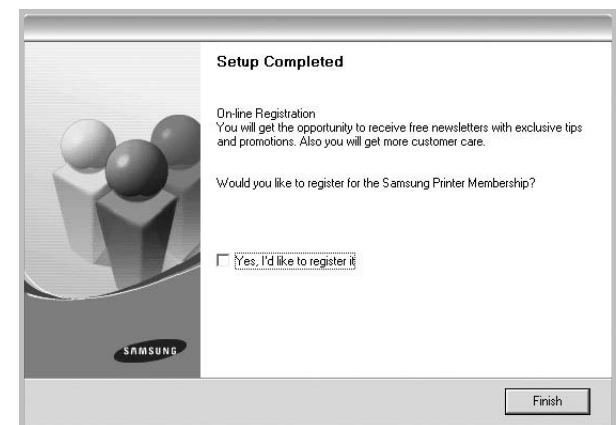 Setup Completed
On-line Registration
You will get the opportunity to receive free newsletters with exclusive tips
and promotions. Also you will get more customer care.
Would you like to register for the Samsung Printer Membership?
Yes, I'd like to register it
SAMSUNG
Finish